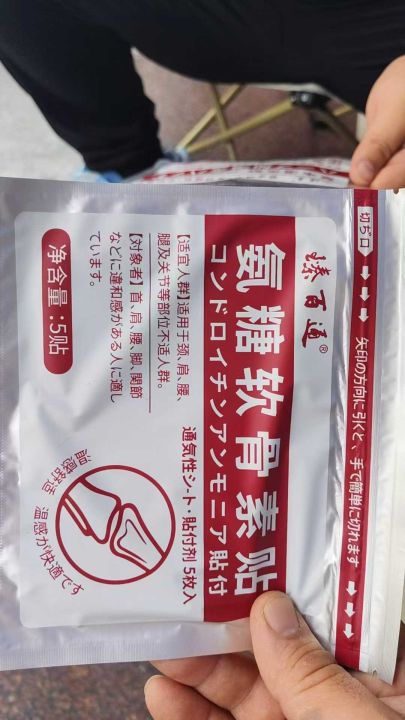 切ぢ口
矢印の方向に引くと、手で簡単に切れます
臻百通®
氨糖软骨素贴
コンドロイチンアンモニア貼付
通気性シート・貼付剤 5枚入
【适宜人群】适用于颈、肩、腰、
腿及关节等部位不适人群。
【対象者】首、肩、腰、脚、関節
などに違和感がある人に適し
ています。
净含量:5贴
温感が快適です